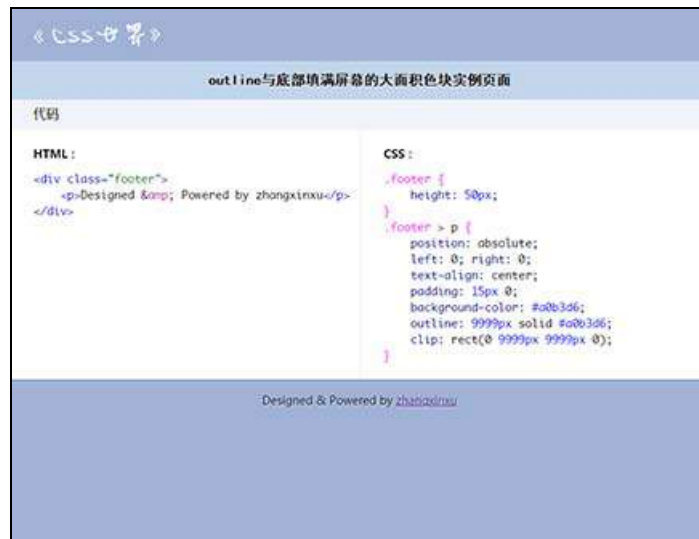 《CSS世界》
outline与底部填满屏幕的大面积色块实例页面
代码
HTML:
<div class="footer">
<p>Designed &amp; Powered by zhangxinxu</p>
</div>
CSS:
.footer {
height: 50px;
}
.footer > p {
position: absolute;
left: 0; right: 0;
text-align: center;
padding: 15px 0;
background-color: #a0b3d6;
outline: 9999px solid #a0b3d6;
clip: rect(0 9999px 9999px 0);
}
Designed & Powered by zhangxinxu